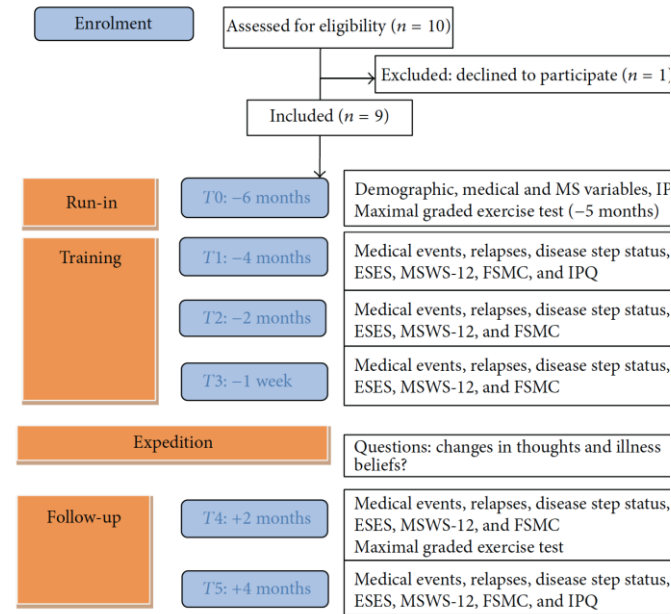 Enrolment
Assessed for eligibility (n = 10)
Excluded: declined to participate (n = 1)
Included (n = 9)
Run-in
T0: −6 months
Demographic, medical and MS variables, IP
Maximal graded exercise test (−5 months)
Training
T1: −4 months
Medical events, relapses, disease step status,
ESES, MSWS-12, FSMC, and IPQ
T2: −2 months
Medical events, relapses, disease step status,
ESES, MSWS-12, and FSMC
T3: −1 week
Medical events, relapses, disease step status,
ESES, MSWS-12, and FSMC
Expedition
Questions: changes in thoughts and illness
beliefs?
Follow-up
T4: +2 months
Medical events, relapses, disease step status,
ESES, MSWS-12, and FSMC
Maximal graded exercise test
T5: +4 months
Medical events, relapses, disease step status,
ESES, MSWS-12, FSMC, and IPQ